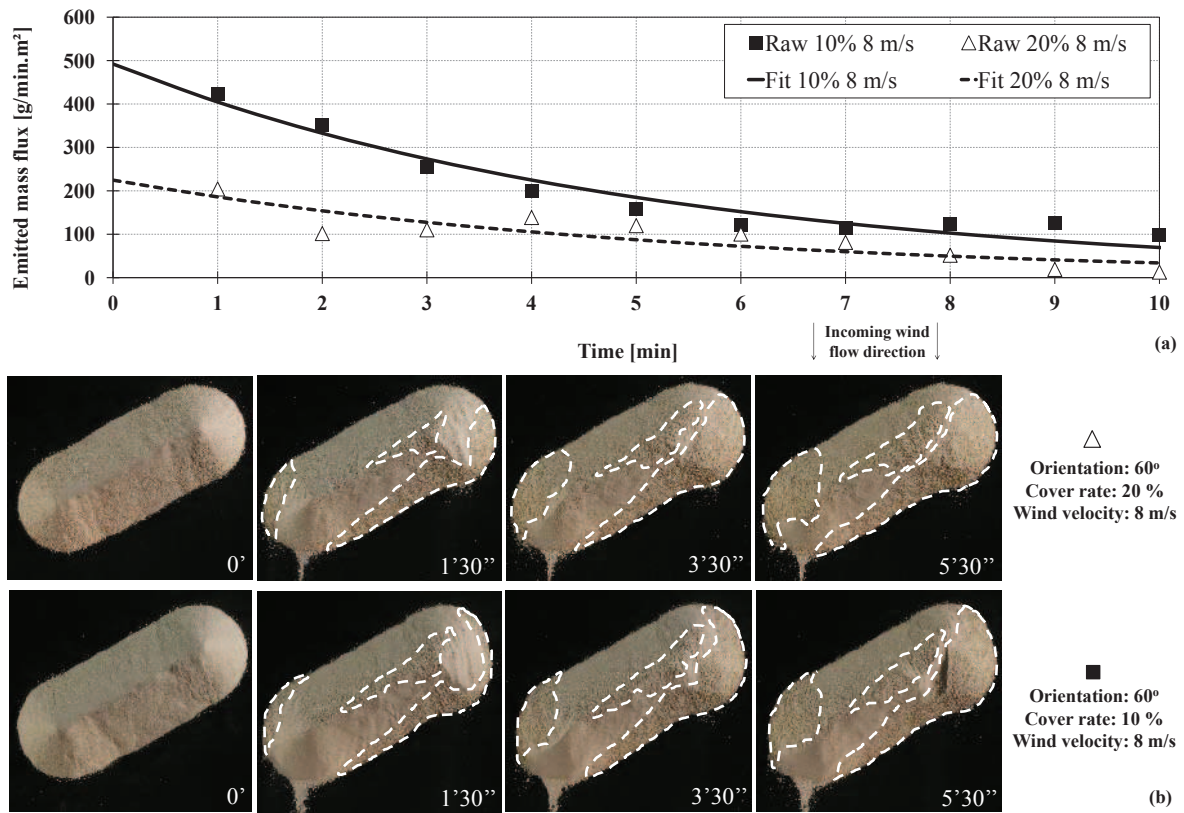 600
500
400
300
200
100
0
Emitted mass flux [g/min.m²]
Raw 10% 8 m/s
Raw 20% 8 m/s
Fit 10% 8 m/s
Fit 20% 8 m/s
0 1 2 3 4 5 6 7 8 9 10
Time [min]
Incoming wind
flow direction
(a)
0’
1’30’’
3’30’’
5’30’’
Orientation: 60º
Cover rate: 20 %
Wind velocity: 8 m/s
0’
1’30’’
3’30’’
5’30’’
Orientation: 60º
Cover rate: 10 %
Wind velocity: 8 m/s
(b)